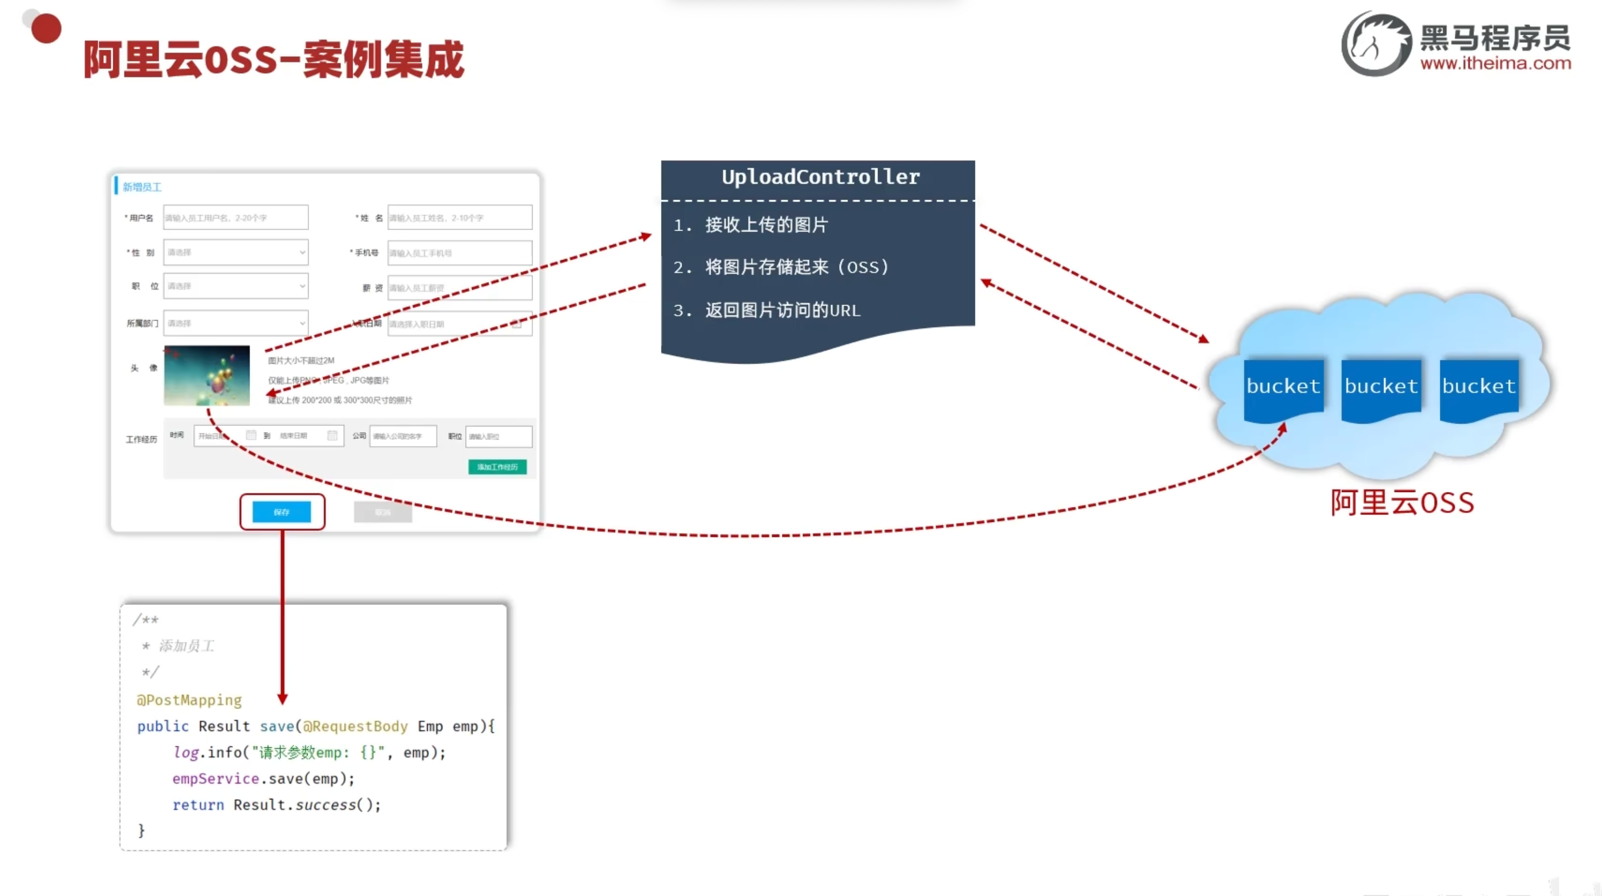 阿里云OSS-案例集成
黑马程序员
www.itheima.com
新增员工
* 用户名 请输入员工用户名，2-20个字 * 姓 名 请输入员工姓名，2-10个字
* 性 别 请选择 * 手机号 请输入员工手机号
职 位 请选择 薪 资 请输入员工薪资
所属部门 请选择 入职日期 请选择入职日期
头 像
图片大小不超过2M
仅能上传PNG、JPEG、JPG等图片
建议上传 200*200 或 300*300尺寸的照片
工作经历 时间 开始日期 到 结束日期 公司 请输入公司的名字 职位 请输入职位
添加工作经历
保存 取消
UploadController
1. 接收上传的图片
2. 将图片存储起来（OSS）
3. 返回图片访问的URL
bucket bucket bucket
阿里云OSS
/**
* 添加员工
*/
@PostMapping
public Result save(@RequestBody Emp emp){
log.info("请求参数emp: {}", emp);
empService.save(emp);
return Result.success();
}